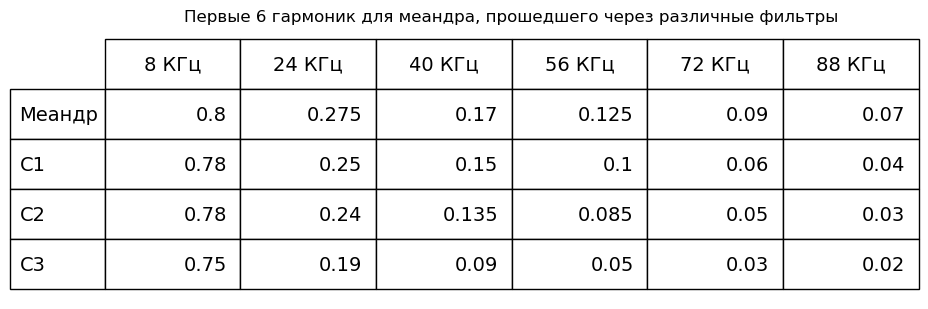 Первые 6 гармоник для меандра, прошедшего через различные фильтры
8 КГц 24 КГц 40 КГц 56 КГц 72 КГц 88 КГц
Меандр 0.8 0.275 0.17 0.125 0.09 0.07
C1 0.78 0.25 0.15 0.1 0.06 0.04
C2 0.78 0.24 0.135 0.085 0.05 0.03
C3 0.75 0.19 0.09 0.05 0.03 0.02